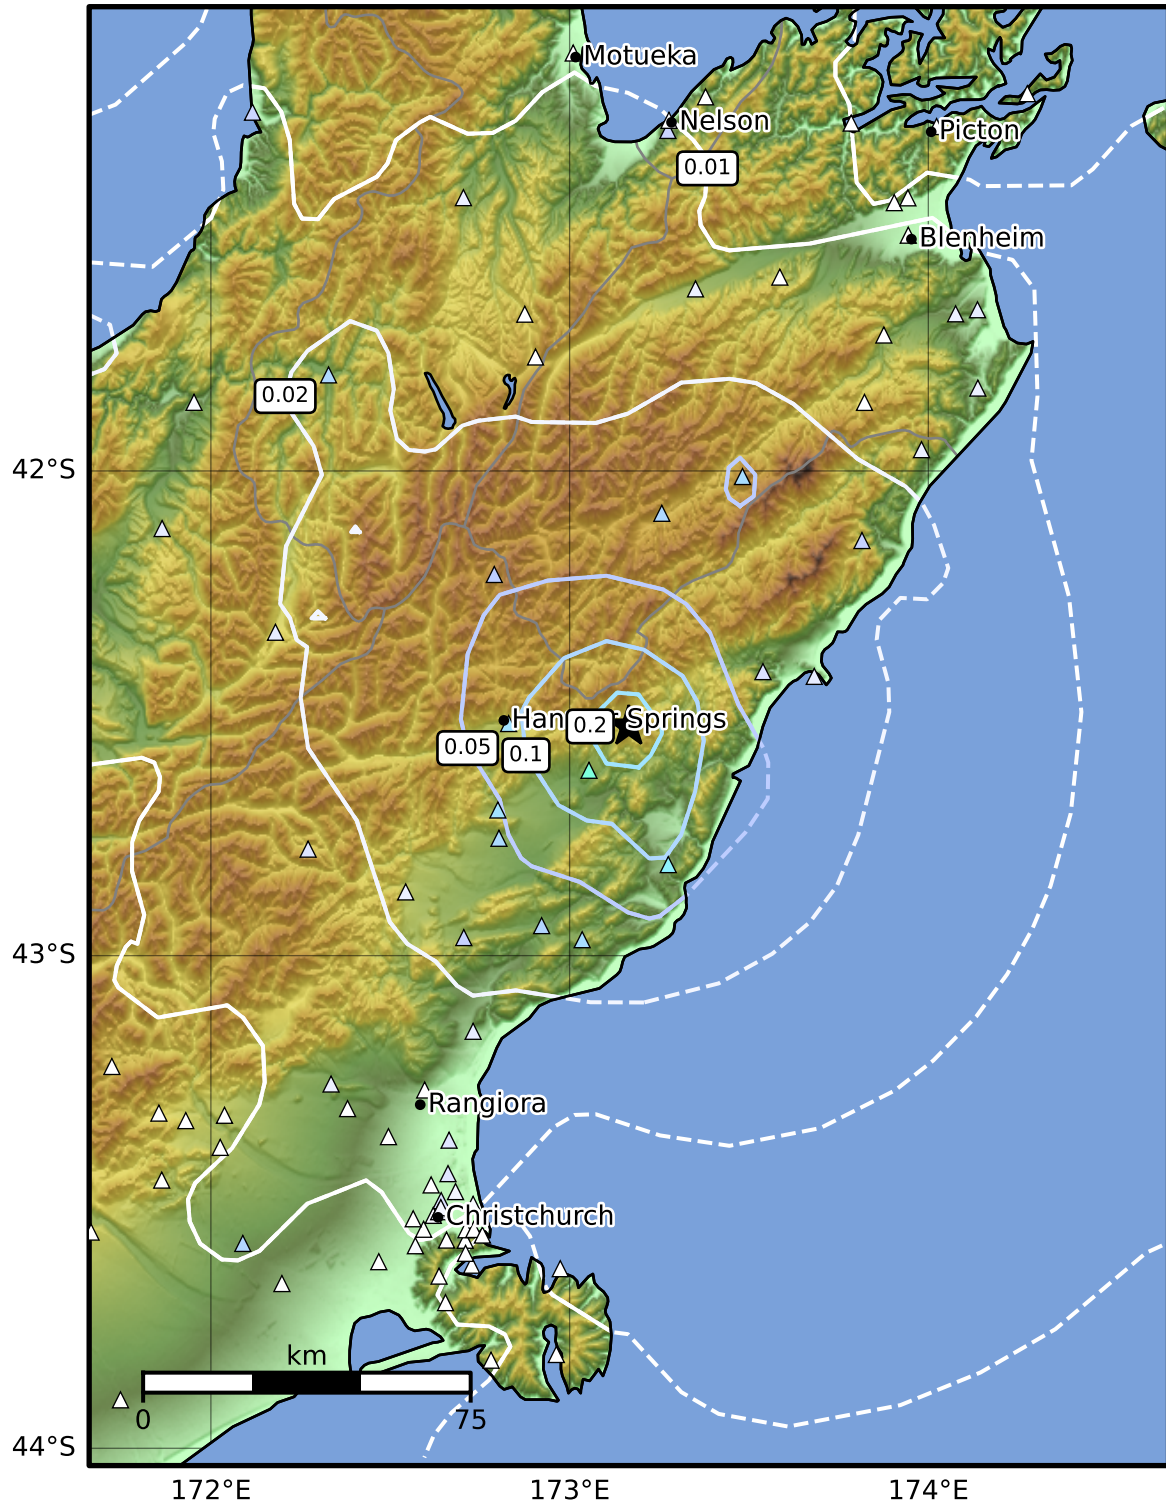 Motueka
Nelson
Picton
0.01
Blenheim
0.02
42°S
Han Springs
0.2
0.05
0.1
43°S
Rangiora
Christchurch
km
0
75
44°S
172°E
173°E
174°E